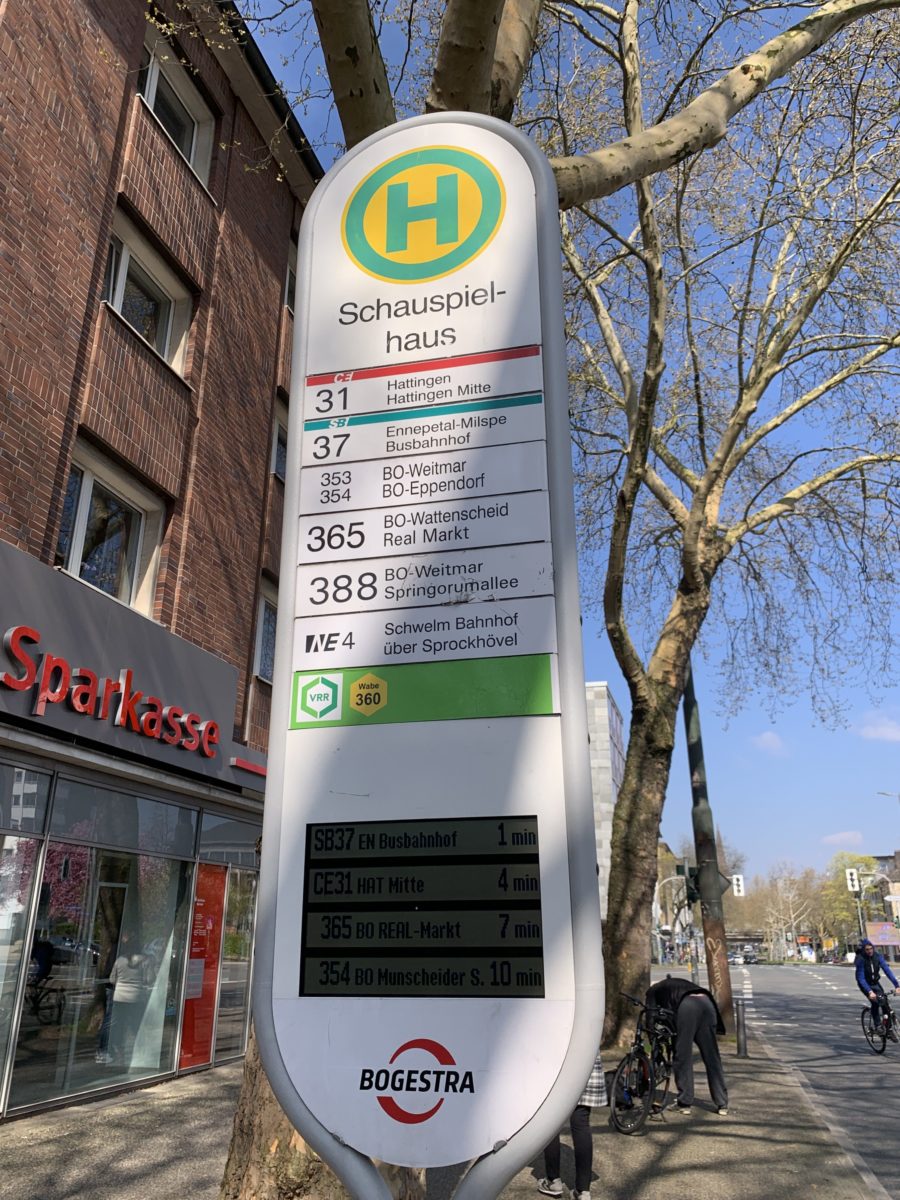 H
Schauspiel-
haus
CE
31 Hattingen
Hattingen Mitte
SB
37 Ennepetal-Milspe
Busbahnhof
353 BO-Weitmar
354 BO-Eppendorf
365 BO-Wattenscheid
Real Markt
388 BO-Weitmar
Springorumallee
NE 4 Schwelm Bahnhof
über Sprockhövel
VRR Wabe
360
Sparkasse
SB37 EN Busbahnhof 1 min
CE31 HAT Mitte 4 min
365 BO REAL-Markt 7 min
354 BO Munscheider S. 10 min
BOGESTRA